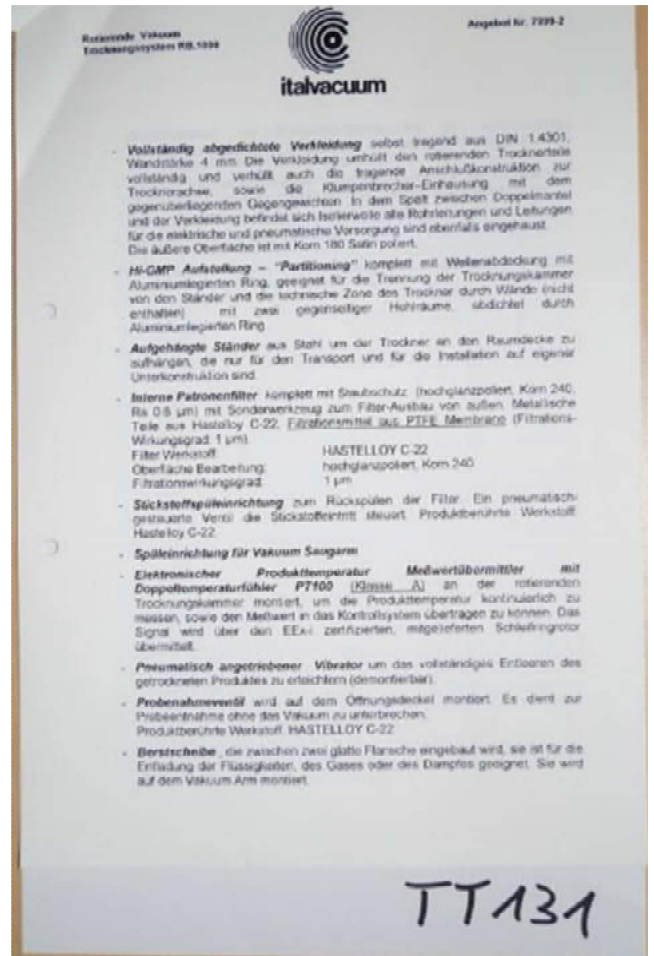 Rotierende Vakuum
Trocknungssystem RB.1000
Angebot Nr. 7999-2
italvacuum
- Vollständig abgedichtete Verkleidung selbst tragend aus DIN 1.4301,
Wandstärke 4 mm. Die Verkleidung umhüllt den rotierenden Trocknerteile
vollständig und verhüllt auch die tragende Anschlußkonstruktion zur
Trocknerachse, sowie die Klumpenbrecher-Einhausung mit dem
gegenüberliegenden Gegengewichten. In dem Spalt zwischen Doppelmantel
und der Verkleidung befindet sich Isolierwolle alle Rohrleitungen und Leitungen
für die elektrische und pneumatische Versorgung sind ebenfalls eingehaust.
Die äußere Oberfläche ist mit Korn 180 Satin poliert.
- Hi-GMP Aufstellung – "Partitioning" komplett mit Wellenabdeckung mit
Aluminiumlegierten Ring, geeignet für die Trennung der Trocknungskammer
von den Ständer und die technische Zone des Trockner durch Wände (nicht
enthalten) mit zwei gegenseitiger Hohlräume, abdichtet durch
Aluminiumlegierten Ring
- Aufgehängte Ständer aus Stahl um der Trockner an den Raumdecke zu
aufhängen, die nur für den Transport und für die Installation auf eigener
Unterkonstruktion sind.
- Interne Patronenfilter komplett mit Staubschutz (hochglanzpoliert, Korn 240,
Ra 0.6 µm) mit Sonderwerkzeug zum Filter-Ausbau von außen. Metallische
Teile aus Hastelloy C-22. Filtrationsmittel aus PTFE Membrane (Filtrations-
Wirkungsgrad: 1 µm).
Filter Werkstoff: HASTELLOY C-22
Oberfläche Bearbeitung: hochglanzpoliert, Korn 240
Filtrationswirkungsgrad: 1 µm
- Stickstoffspüleinrichtung zum Rückspülen der Filter. Ein pneumatisch-
gesteuerte Ventil die Stickstoffeintritt steuert. Produktberührte Werkstoff:
Hastelloy C-22.
- Spüleinrichtung für Vakuum Saugarm
- Elektronischer Produkttemperatur Meßwertübermittler mit
Doppeltemperaturfühler PT100 (Klasse A) an der rotierenden
Trocknungskammer montiert, um die Produkttemperatur kontinuierlich zu
messen, sowie den Meßwert in das Kontrollsystem übertragen zu können. Das
Signal wird über den EEx-i zertifizierten, mitgelieferten Schleifringrotor
übermittelt.
- Pneumatisch angetriebener Vibrator um das vollständiges Entleeren des
getrockneten Produktes zu erleichtern (demontierbar).
- Probenahmeventil wird auf dem Öffnungsdeckel montiert. Es dient zur
Probeentnahme ohne das Vakuum zu unterbrechen.
Produktberührte Werkstoff: HASTELLOY C-22
- Berstscheibe, die zwischen zwei glatte Flansche eingebaut wird, sie ist für die
Entladung der Flüssigkeiten, des Gases oder des Dampfes geeignet. Sie wird
auf dem Vakuum Arm montiert.
TT131